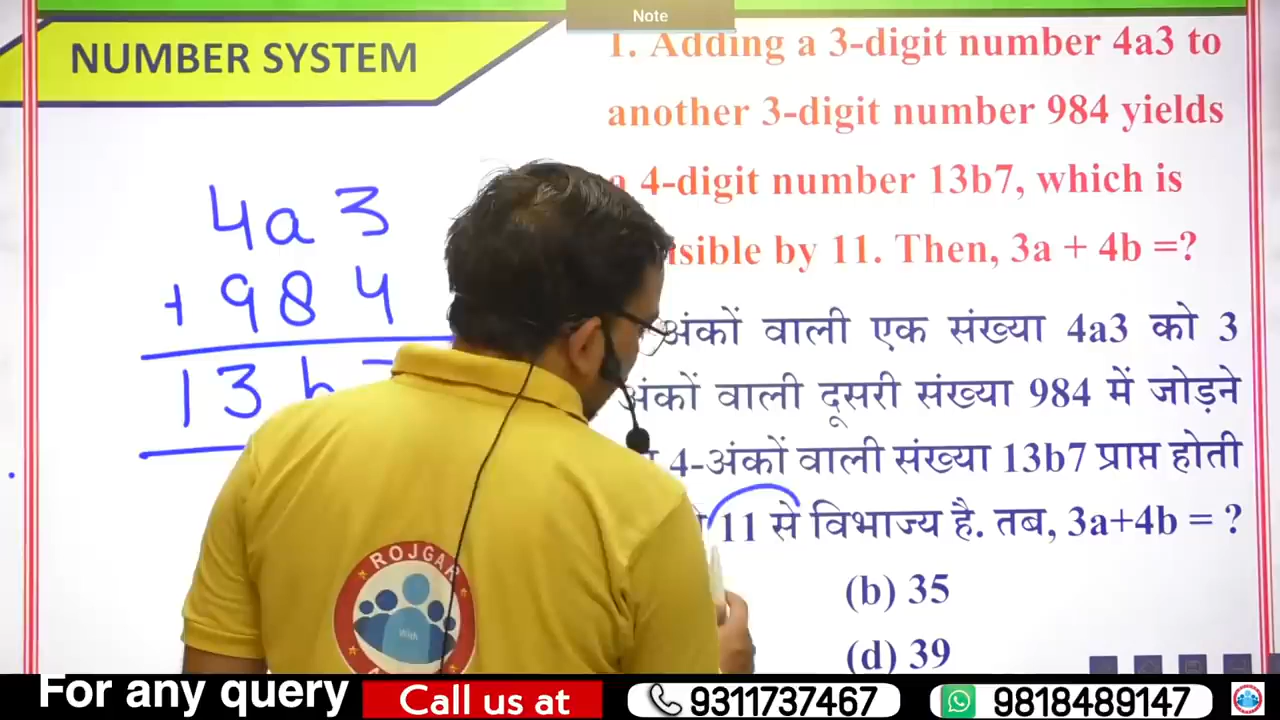 Note
NUMBER SYSTEM
1. Adding a 3-digit number 4a3 to
another 3-digit number 984 yields
a 4-digit number 13b7, which is
isible by 11. Then, 3a + 4b =?
अंकों वाली एक संख्या 4a3 को 3
अंकों वाली दूसरी संख्या 984 में जोड़ने
4-अंकों वाली संख्या 13b7 प्राप्त होती
11 से विभाज्य है. तब, 3a+4b = ?
(b) 35
(d) 39
4a3
+984
13b
ROJGAR
With
For any query
Call us at
9311737467
9818489147